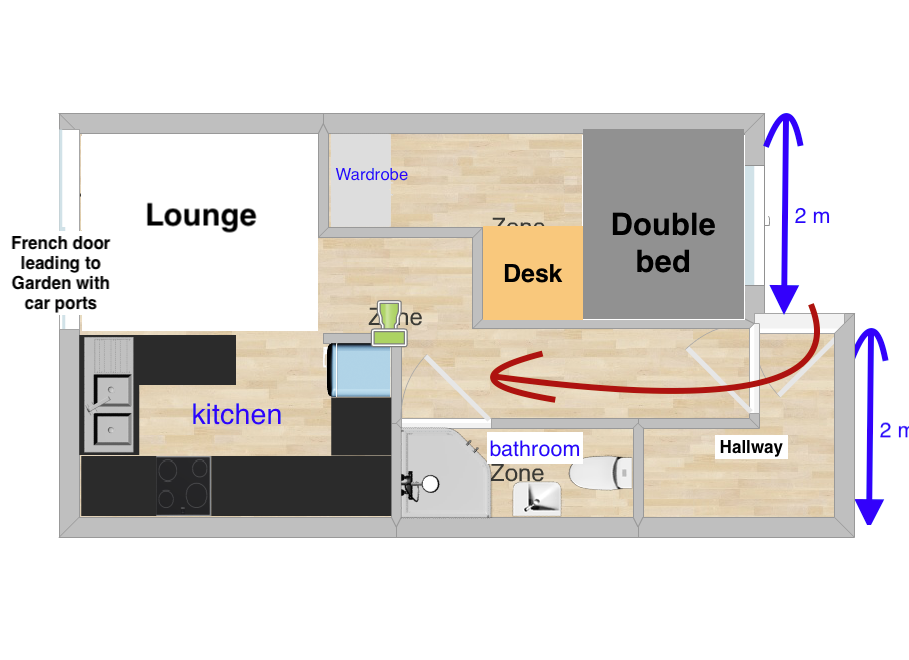 Wardrobe
Lounge
Double
bed
2 m
Zone
French door
leading to
Garden with
car ports
Desk
Zone
kitchen
2 m
Hallway
bathroom
Zone